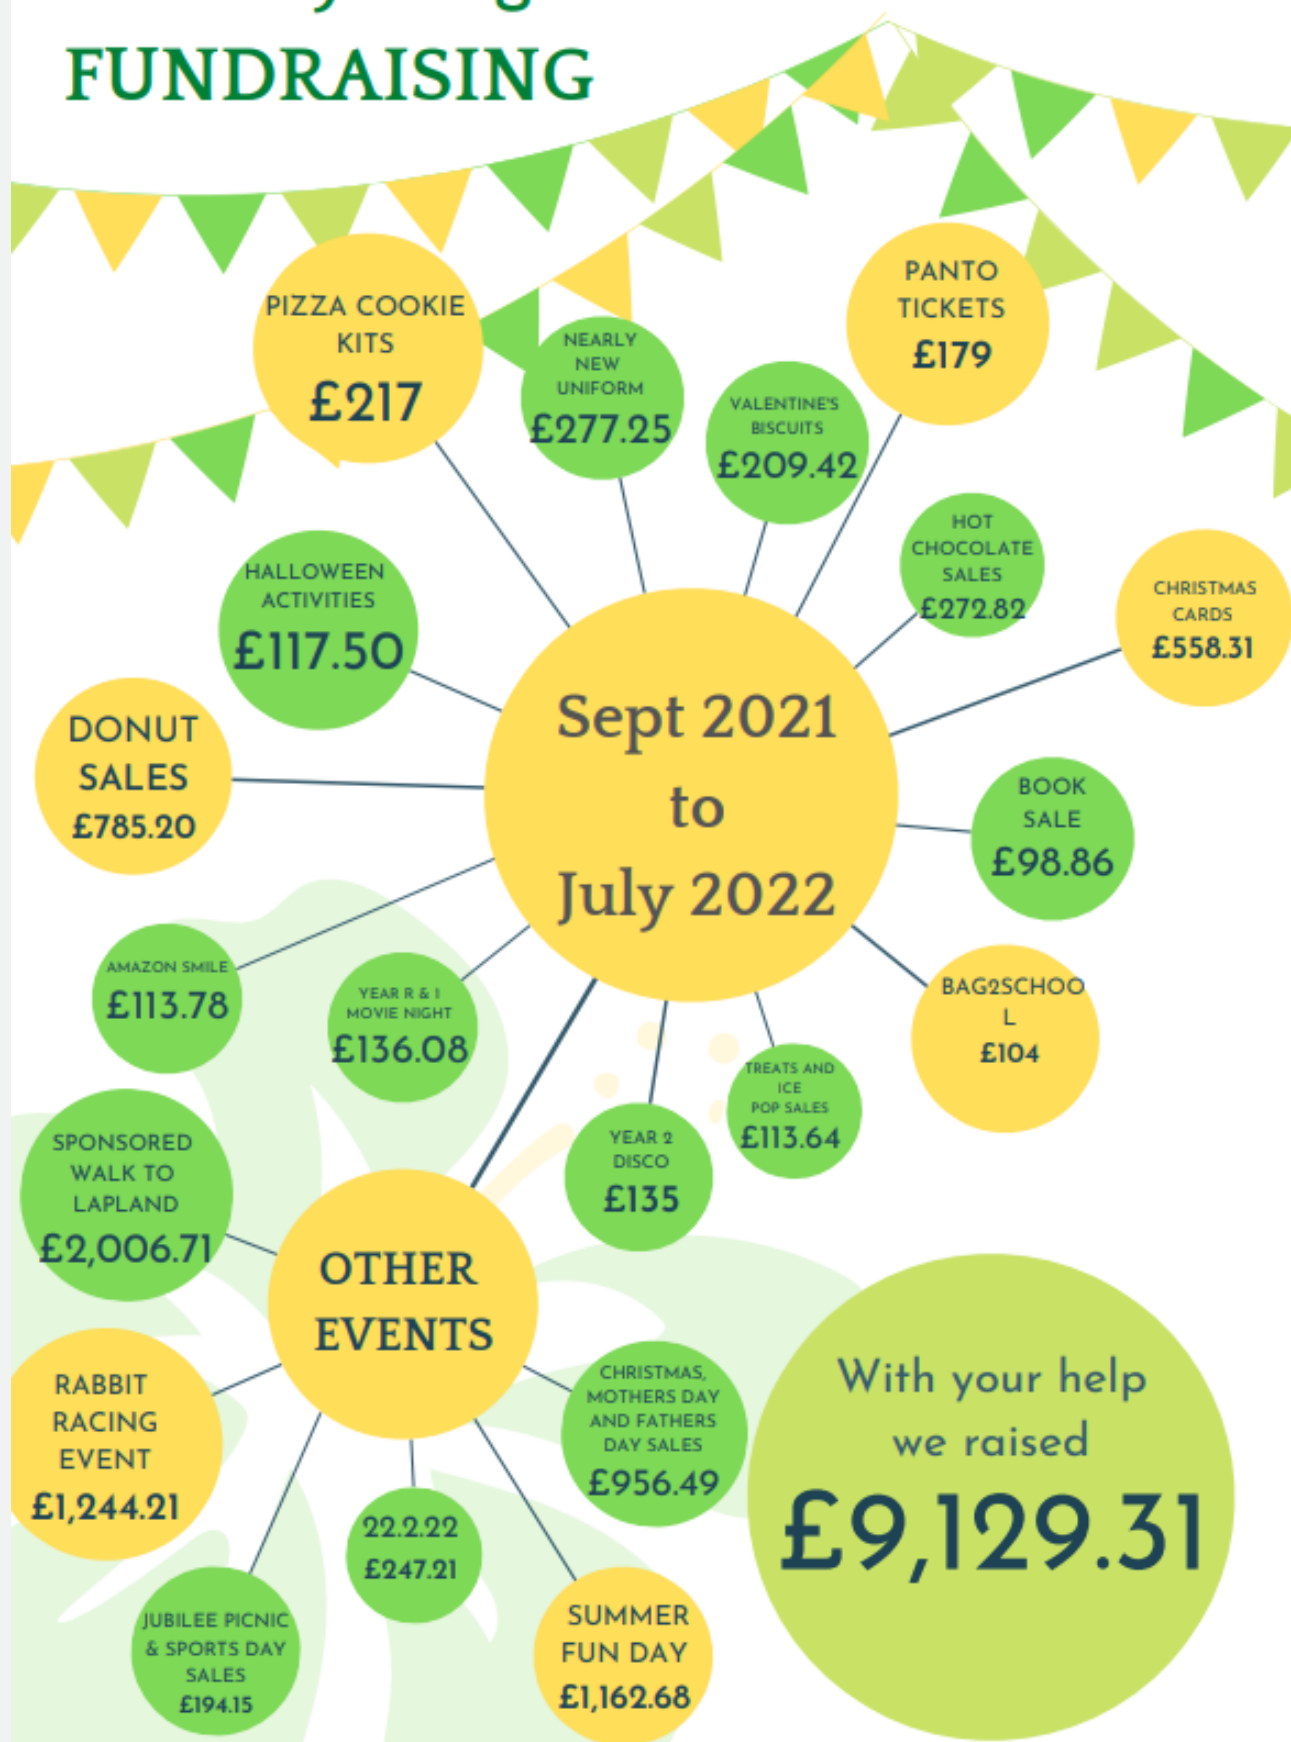 FUNDRAISING
PIZZA COOKIE
KITS
£217
NEARLY
NEW
UNIFORM
£277.25
VALENTINE'S
BISCUITS
£209.42
PANTO
TICKETS
£179
HOT
CHOCOLATE
SALES
£272.82
CHRISTMAS
CARDS
£558.31
HALLOWEEN
ACTIVITIES
£117.50
DONUT
SALES
£785.20
Sept 2021
to
July 2022
BOOK
SALE
£98.86
AMAZON SMILE
£113.78
YEAR R & 1
MOVIE NIGHT
£136.08
BAG2SCHOO
L
£104
TREATS AND
ICE
POP SALES
£113.64
YEAR 2
DISCO
£135
SPONSORED
WALK TO
LAPLAND
£2,006.71
OTHER
EVENTS
RABBIT
RACING
EVENT
£1,244.21
CHRISTMAS,
MOTHERS DAY
AND FATHERS
DAY SALES
£956.49
22.2.22
£247.21
JUBILEE PICNIC
& SPORTS DAY
SALES
£194.15
SUMMER
FUN DAY
£1,162.68
With your help
we raised
£9,129.31